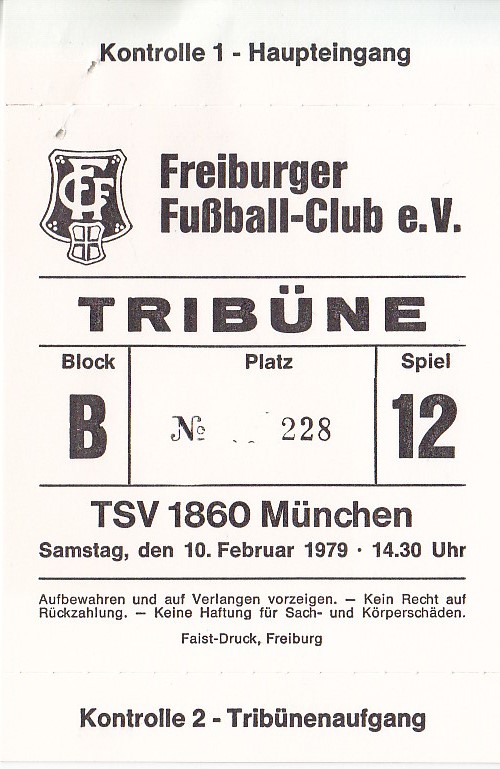 Kontrolle 1 - Haupteingang
FFC
Freiburger
Fußball-Club e.V.
TRIBÜNE
Block
Platz
Spiel
B
№ 228
12
TSV 1860 München
Samstag, den 10. Februar 1979 · 14.30 Uhr
Aufbewahren und auf Verlangen vorzeigen. — Kein Recht auf
Rückzahlung. — Keine Haftung für Sach- und Körperschäden.
Faist-Druck, Freiburg
Kontrolle 2 - Tribünenaufgang